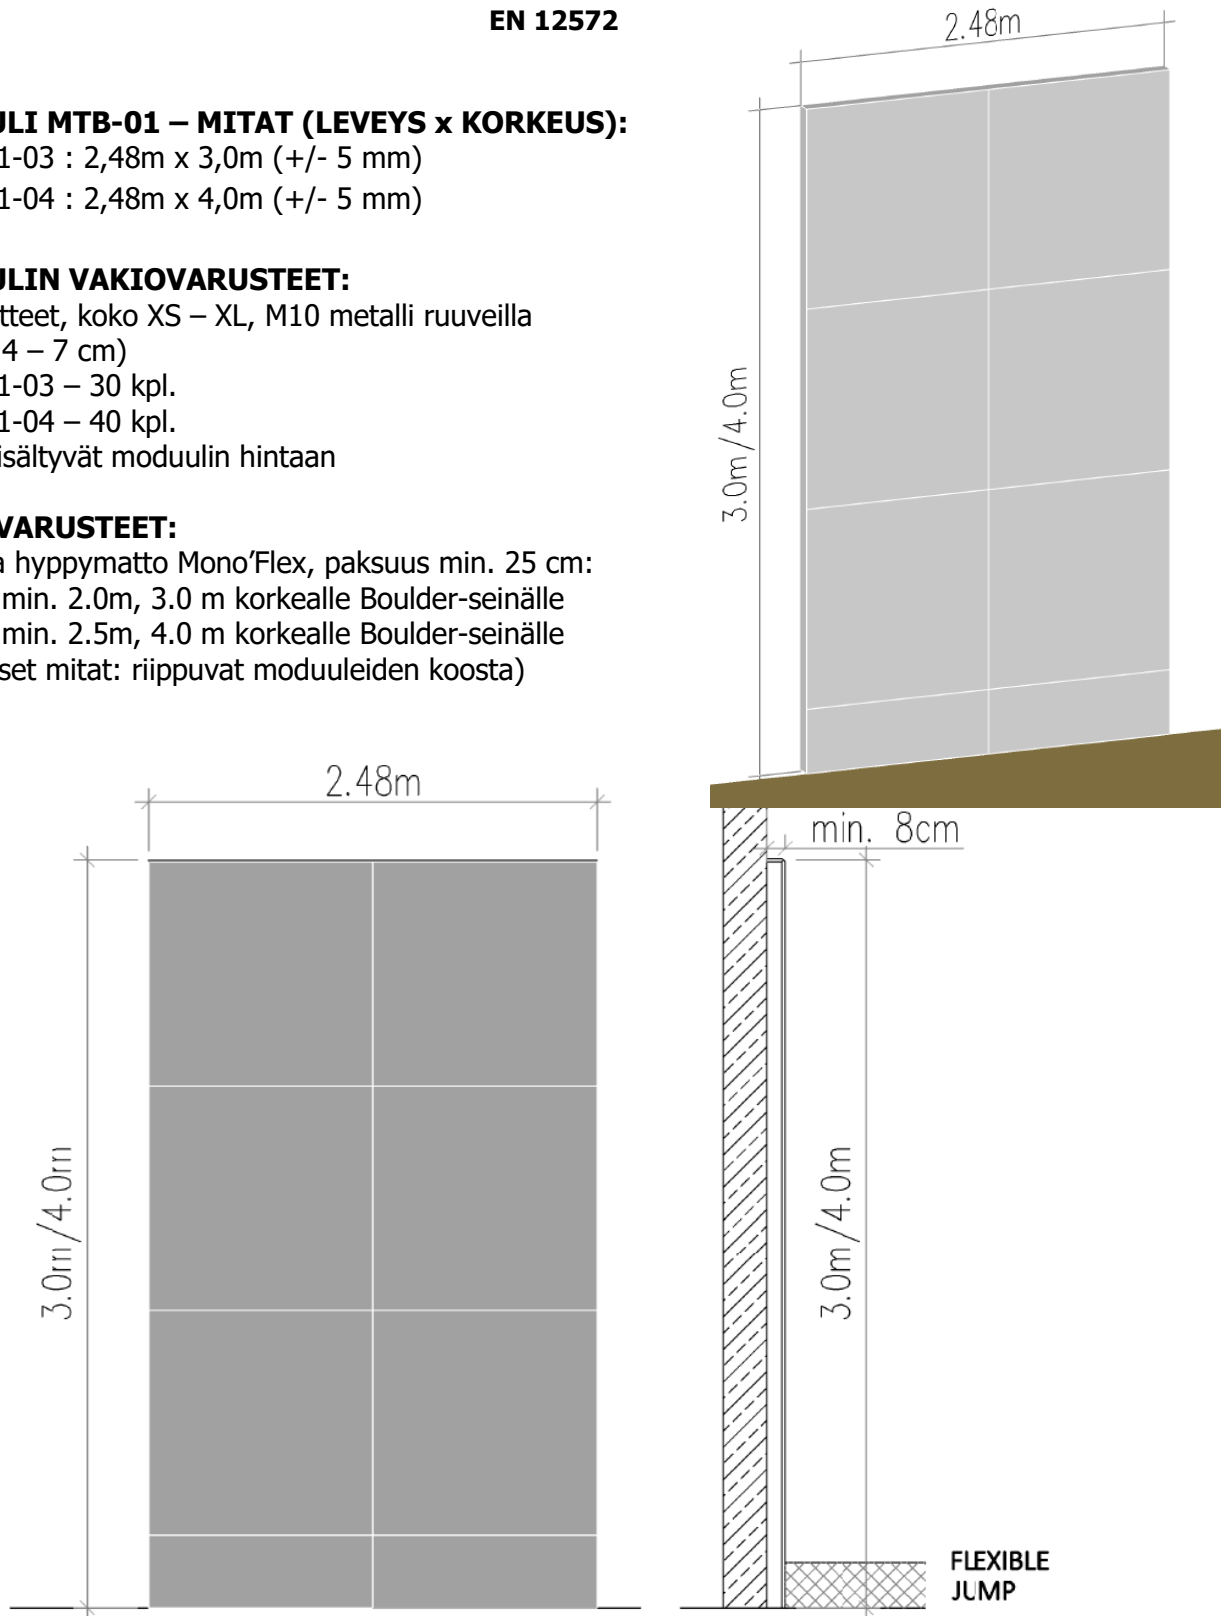 EN 12572
2.48m
ULI MTB-01 – MITAT (LEVEYS x KORKEUS):
1-03 : 2,48m x 3,0m (+/- 5 mm)
1-04 : 2,48m x 4,0m (+/- 5 mm)
ULIN VAKIOVARUSTEET:
tteet, koko XS – XL, M10 metalli ruuveilla
4 – 7 cm)
1-03 – 30 kpl.
1-04 – 40 kpl.
isältyvät moduulin hintaan
VARUSTEET:
a hyppymatto Mono’Flex, paksuus min. 25 cm:
min. 2.0m, 3.0 m korkealle Boulder-seinälle
min. 2.5m, 4.0 m korkealle Boulder-seinälle
set mitat: riippuvat moduuleiden koosta)
3.0m/4.0m
2.48m
min. 8cm
3.0m/4.0m
3.0m/4.0m
FLEXIBLE
JUMP